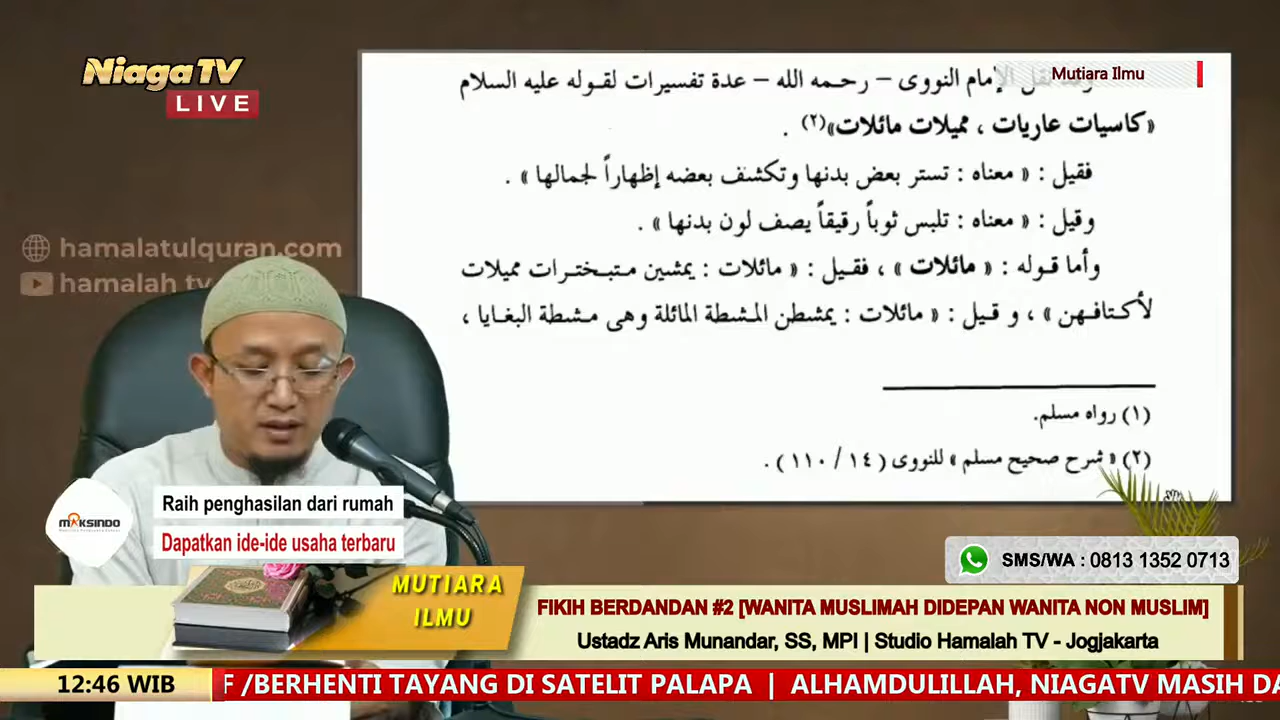 NiagaTV
LIVE
Mutiara Ilmu
الإمام النووى – رحمه الله – عدة تفسيرات لقوله عليه السلام
«كاسيات عاريات ، مميلات مائلات»(٢) .
فقيل : « معناه : تستر بعض بدنها وتكشف بعضه إظهاراً لجمالها » .
وقيل : « معناه : تلبس ثوباً رقيقاً يصف لون بدنها » .
وأما قوله : « مائلات » ، فقيل : « مائلات : يمشين متبخترات مميلات
لأكتافهن » ، و قيل : « مائلات : يمشطن المشطة المائلة وهى مشطة البغايا ،
(١) رواه مسلم.
(٢) « شرح صحيح مسلم » للنووى ( ١٤ / ١١٠ ) .
hamalatulquran.com
hamalah tv
MAKSINDO
Raih penghasilan dari rumah
Dapatkan ide-ide usaha terbaru
SMS/WA : 0813 1352 0713
MUTIARA
ILMU
FIKIH BERDANDAN #2 [WANITA MUSLIMAH DIDEPAN WANITA NON MUSLIM]
Ustadz Aris Munandar, SS, MPI | Studio Hamalah TV - Jogjakarta
12:46 WIB
F /BERHENTI TAYANG DI SATELIT PALAPA | ALHAMDULILLAH, NIAGATV MASIH DA